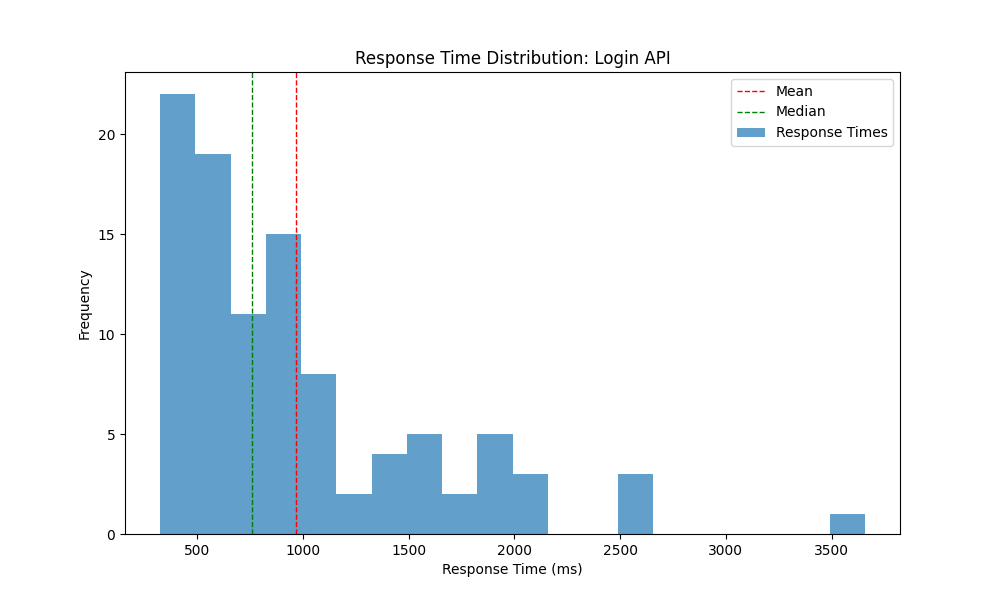 Response Time Distribution: Login API
Mean
Median
Response Times
Frequency
20
15
10
5
0
500
1000
1500
2000
2500
3000
3500
Response Time (ms)